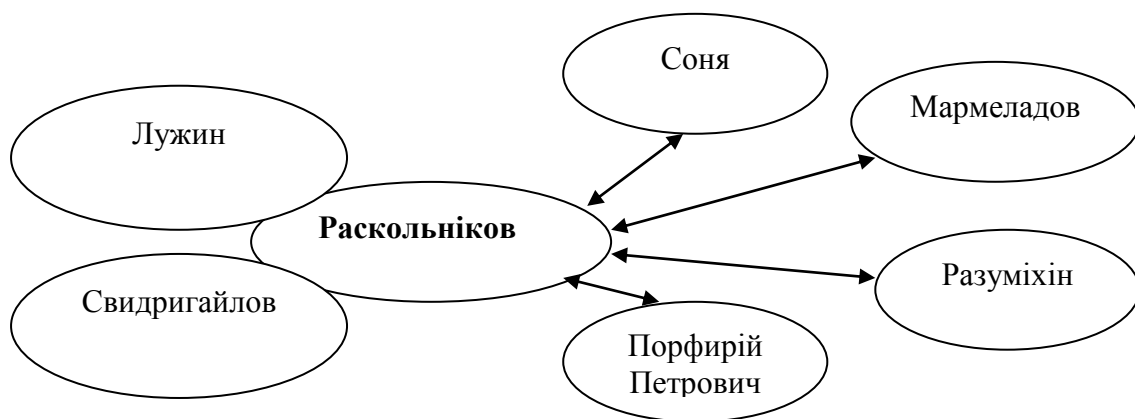 Соня
Мармеладов
Лужин
Раскольніков
Разуміхін
Свидригайлов
Порфирій
Петрович